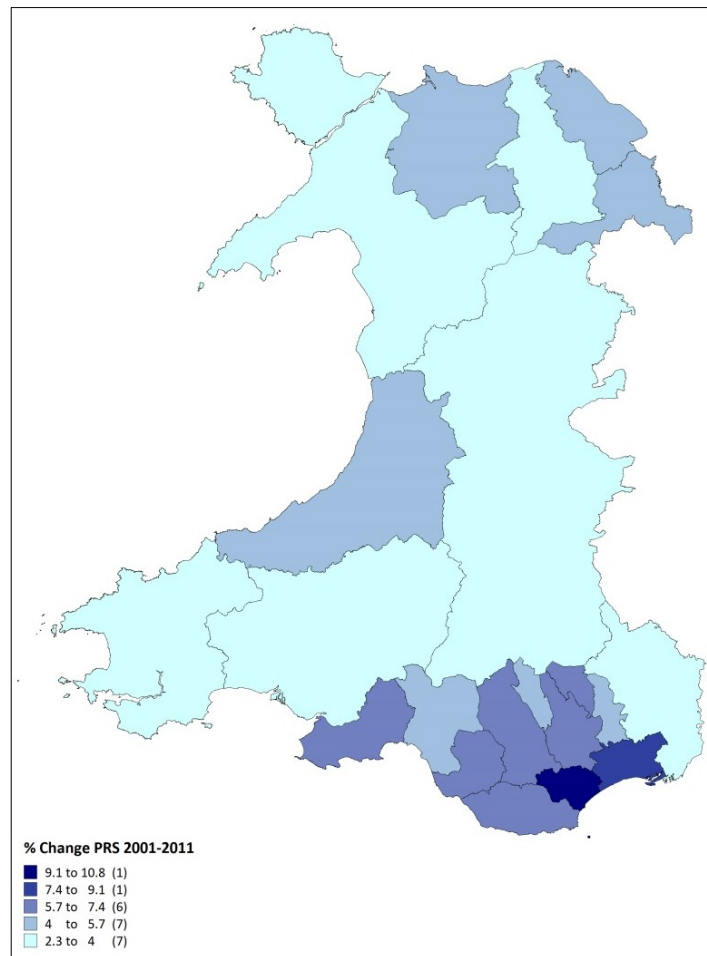 % Change PRS 2001-2011
9.1 to 10.8 (1)
7.4 to 9.1 (1)
5.7 to 7.4 (6)
4 to 5.7 (7)
2.3 to 4 (7)